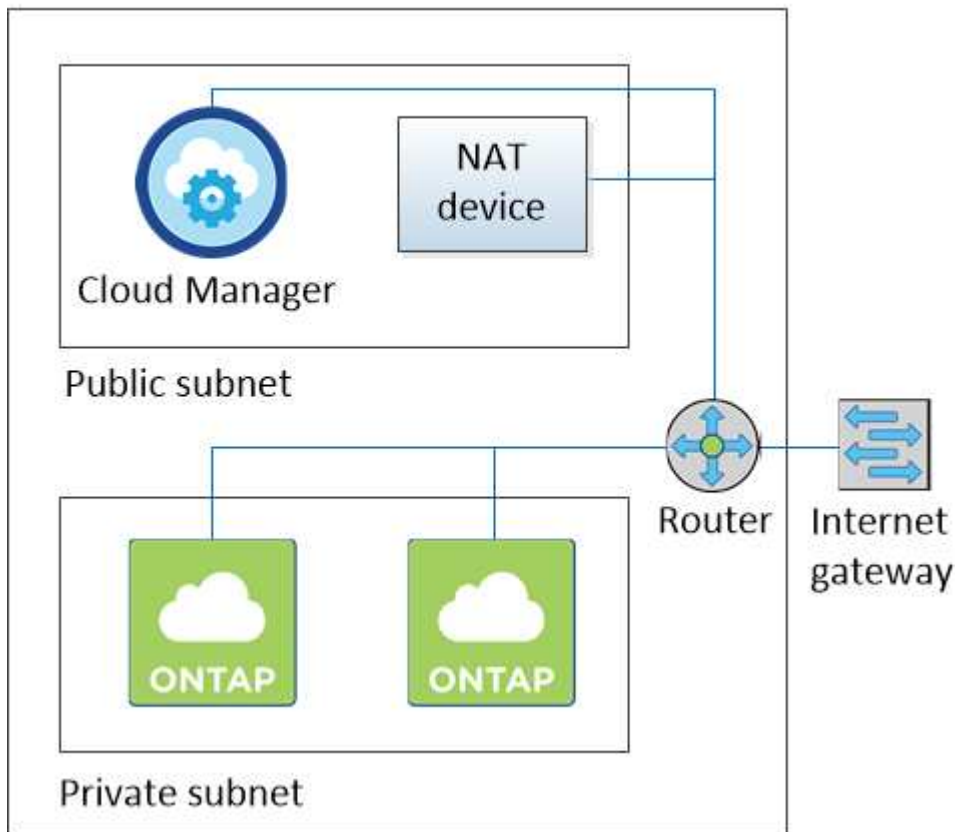 NAT
device
Cloud Manager
Public subnet
Router
Internet
gateway
ONTAP
ONTAP
Private subnet